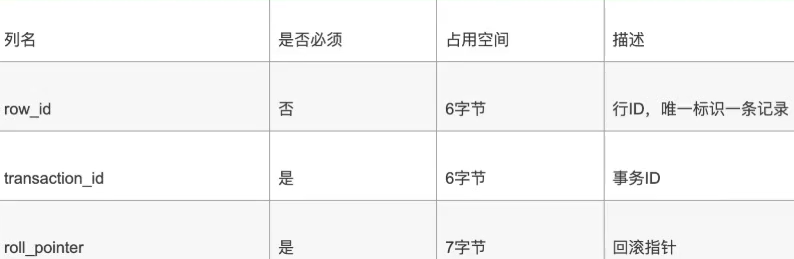 列名 是否必须 占用空间 描述
row_id 否 6字节 行ID，唯一标识一条记录
transaction_id 是 6字节 事务ID
roll_pointer 是 7字节 回滚指针